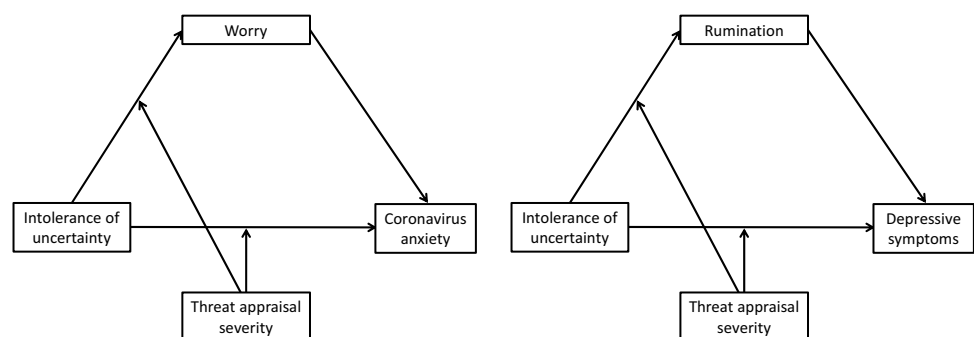 Worry
Intolerance of
uncertainty
Coronavirus
anxiety
Threat appraisal
severity
Rumination
Intolerance of
uncertainty
Depressive
symptoms
Threat appraisal
severity